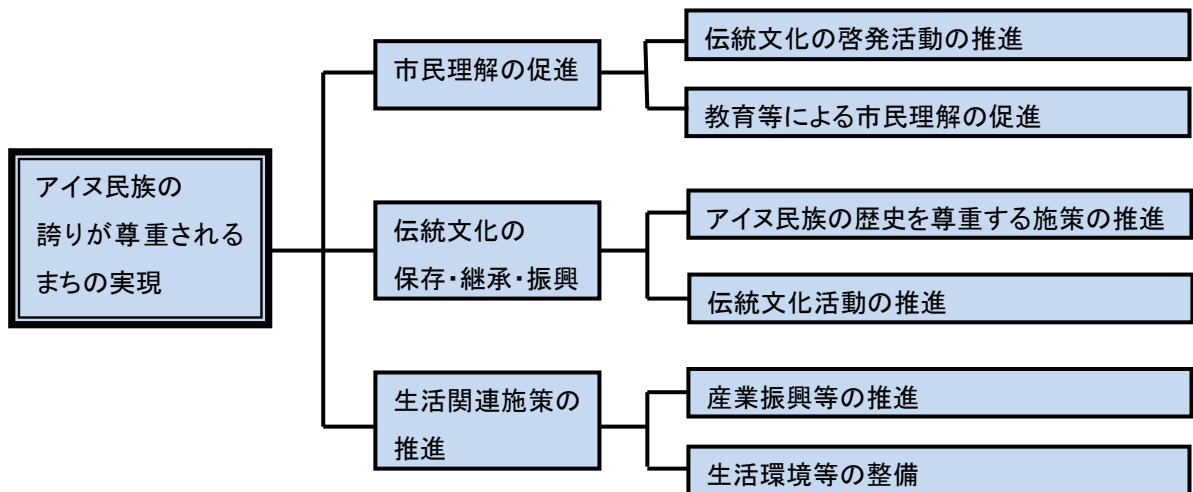 アイヌ民族の
誇りが尊重される
まちの実現
市民理解の促進
伝統文化の啓発活動の推進
教育等による市民理解の促進
伝統文化の
保存・継承・振興
アイヌ民族の歴史を尊重する施策の推進
伝統文化活動の推進
生活関連施策の
推進
産業振興等の推進
生活環境等の整備